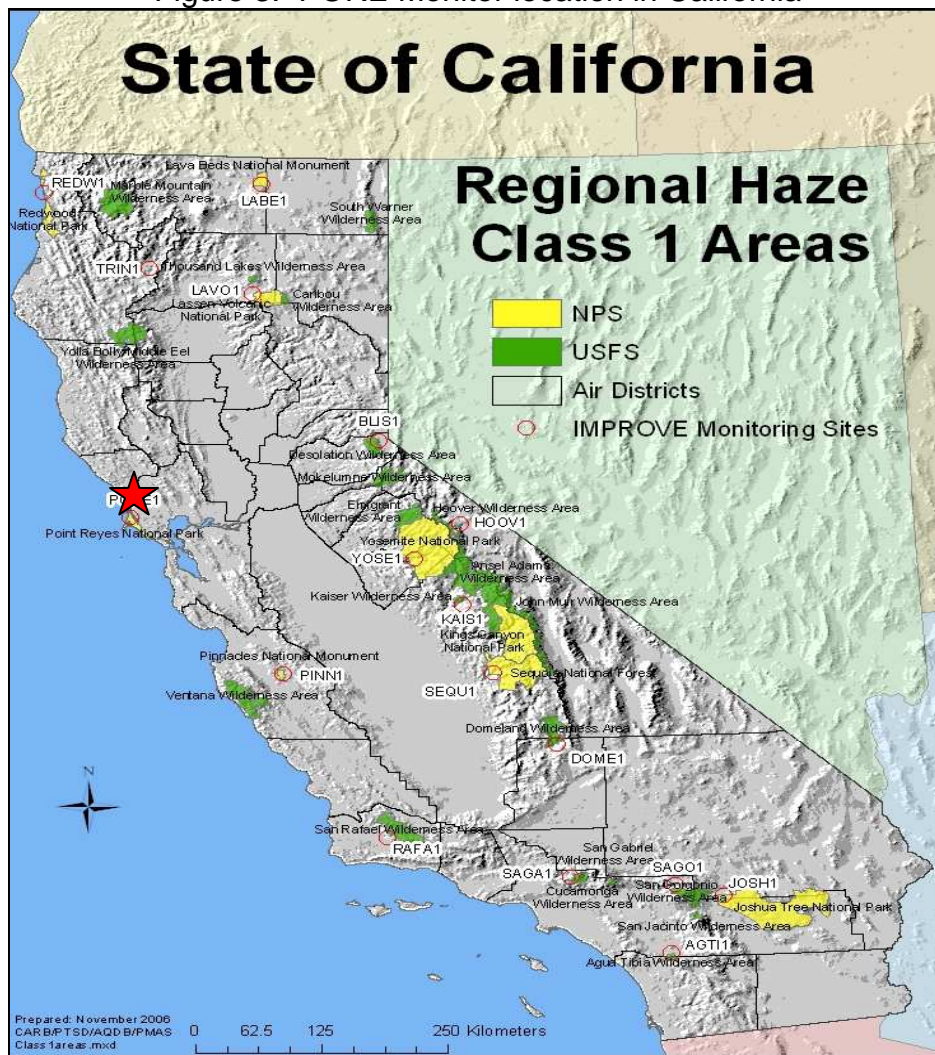 State of California
Regional Haze
Class 1 Areas
NPS
USFS
Air Districts
IMPROVE Monitoring Sites
Lava Beds National Monument
REDW1
Marble Mountain
Wilderness Area
LABE1
Redwood
National Park
South Warner
Wilderness Area
TRIN1
Thousand Lakes Wilderness Area
LAVO1
Lassen Volcanic
National Park
Caribou
Wilderness Area
Yolla Bolly Middle Eel
Wilderness Area
BLIS1
Desolation Wilderness Area
Mokelumne Wilderness Area
Point Reyes National Park
Emigrant
Wilderness Area
Hoover Wilderness Area
HOOV1
Yosemite National Park
YOSE1
Ansel Adams
Wilderness Area
Kaiser Wilderness Area
John Muir Wilderness Area
KAIS1
Kings Canyon
National Park
Pinnacles National Monument
PINN1
SEQU1
Sequoia National Forest
Ventana Wilderness Area
Domeland Wilderness Area
DOME1
N
San Rafael Wilderness Area
RAFA1
San Gabriel
Wilderness Area
SAGA1
SAGO1
Cucamonga
Wilderness Area
San Gorgonio
Wilderness Area
JOSH1
Joshua Tree National Park
San Jacinto Wilderness Area
AGTI1
Agua Tibia Wilderness Area
Prepared: November 2006
CARB/PTSD/AQDB/PMAS
Class1areas.mxd
0 62.5 125 250 Kilometers